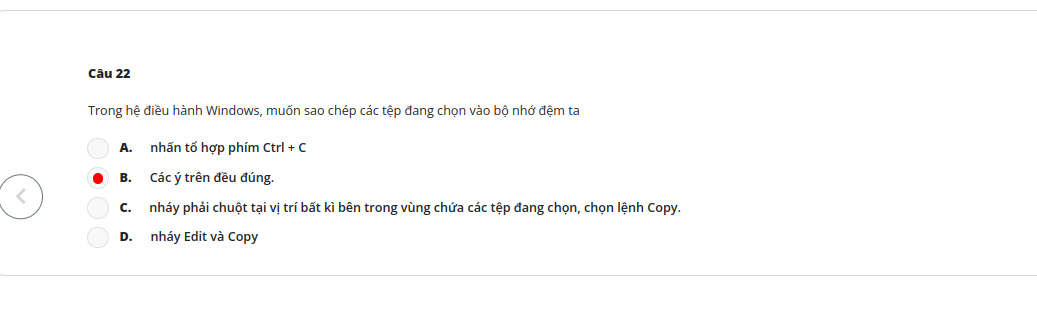 Câu 22
Trong hệ điều hành Windows, muốn sao chép các tệp đang chọn vào bộ nhớ đệm ta
A. nhấn tổ hợp phím Ctrl + C
B. Các ý trên đều đúng.
C. nháy phải chuột tại vị trí bất kì bên trong vùng chứa các tệp đang chọn, chọn lệnh Copy.
D. nháy Edit và Copy